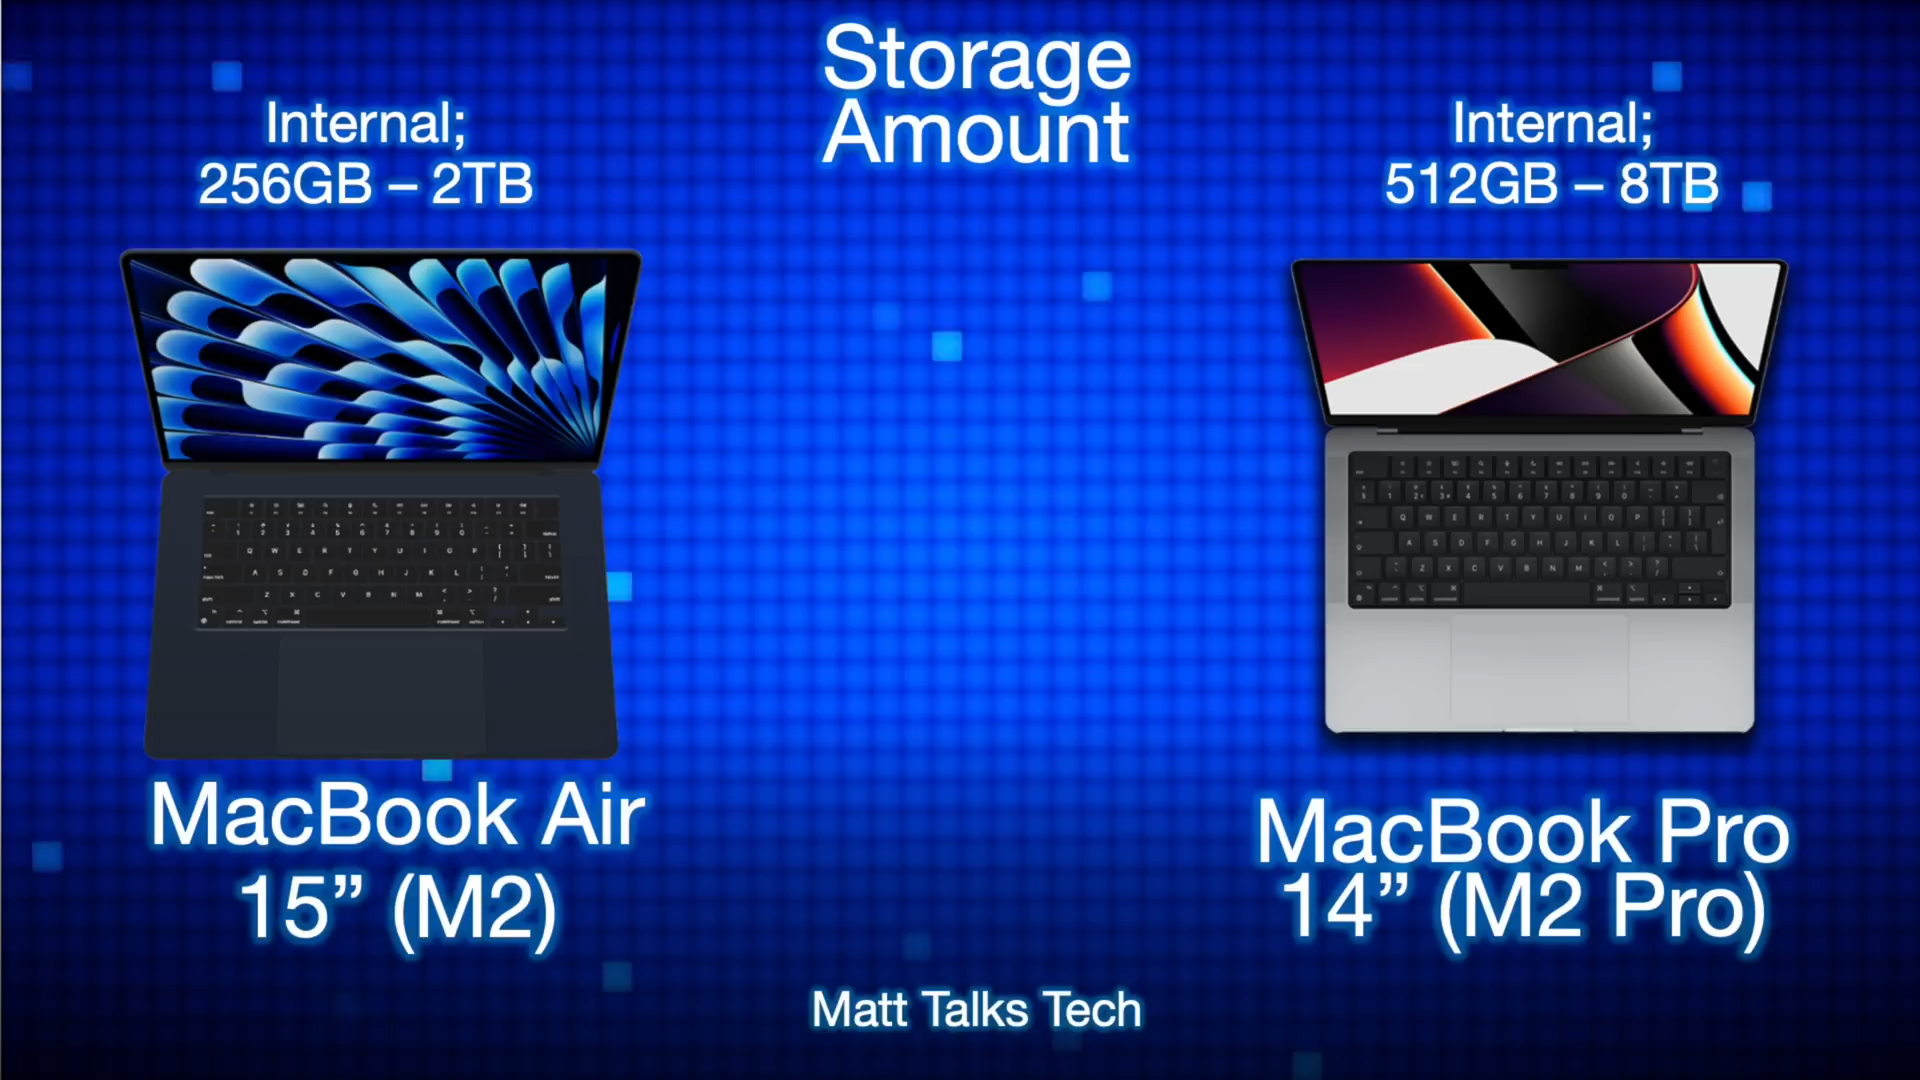 Storage
Amount
Internal;
256GB – 2TB
Internal;
512GB – 8TB
MacBook Air
15” (M2)
MacBook Pro
14” (M2 Pro)
Matt Talks Tech